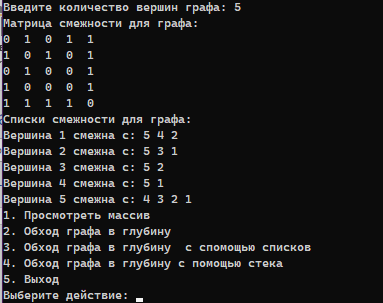 Введите количество вершин графа: 5
Матрица смежности для графа:
0 1 0 1 1
1 0 1 0 1
0 1 0 0 1
1 0 0 0 1
1 1 1 1 0
Списки смежности для графа:
Вершина 1 смежна с: 5 4 2
Вершина 2 смежна с: 5 3 1
Вершина 3 смежна с: 5 2
Вершина 4 смежна с: 5 1
Вершина 5 смежна с: 4 3 2 1
1. Просмотреть массив
2. Обход графа в глубину
3. Обход графа в глубину  с спомощью списков
4. Обход графа в глубину с помощью стека
5. Выход
Выберите действие: